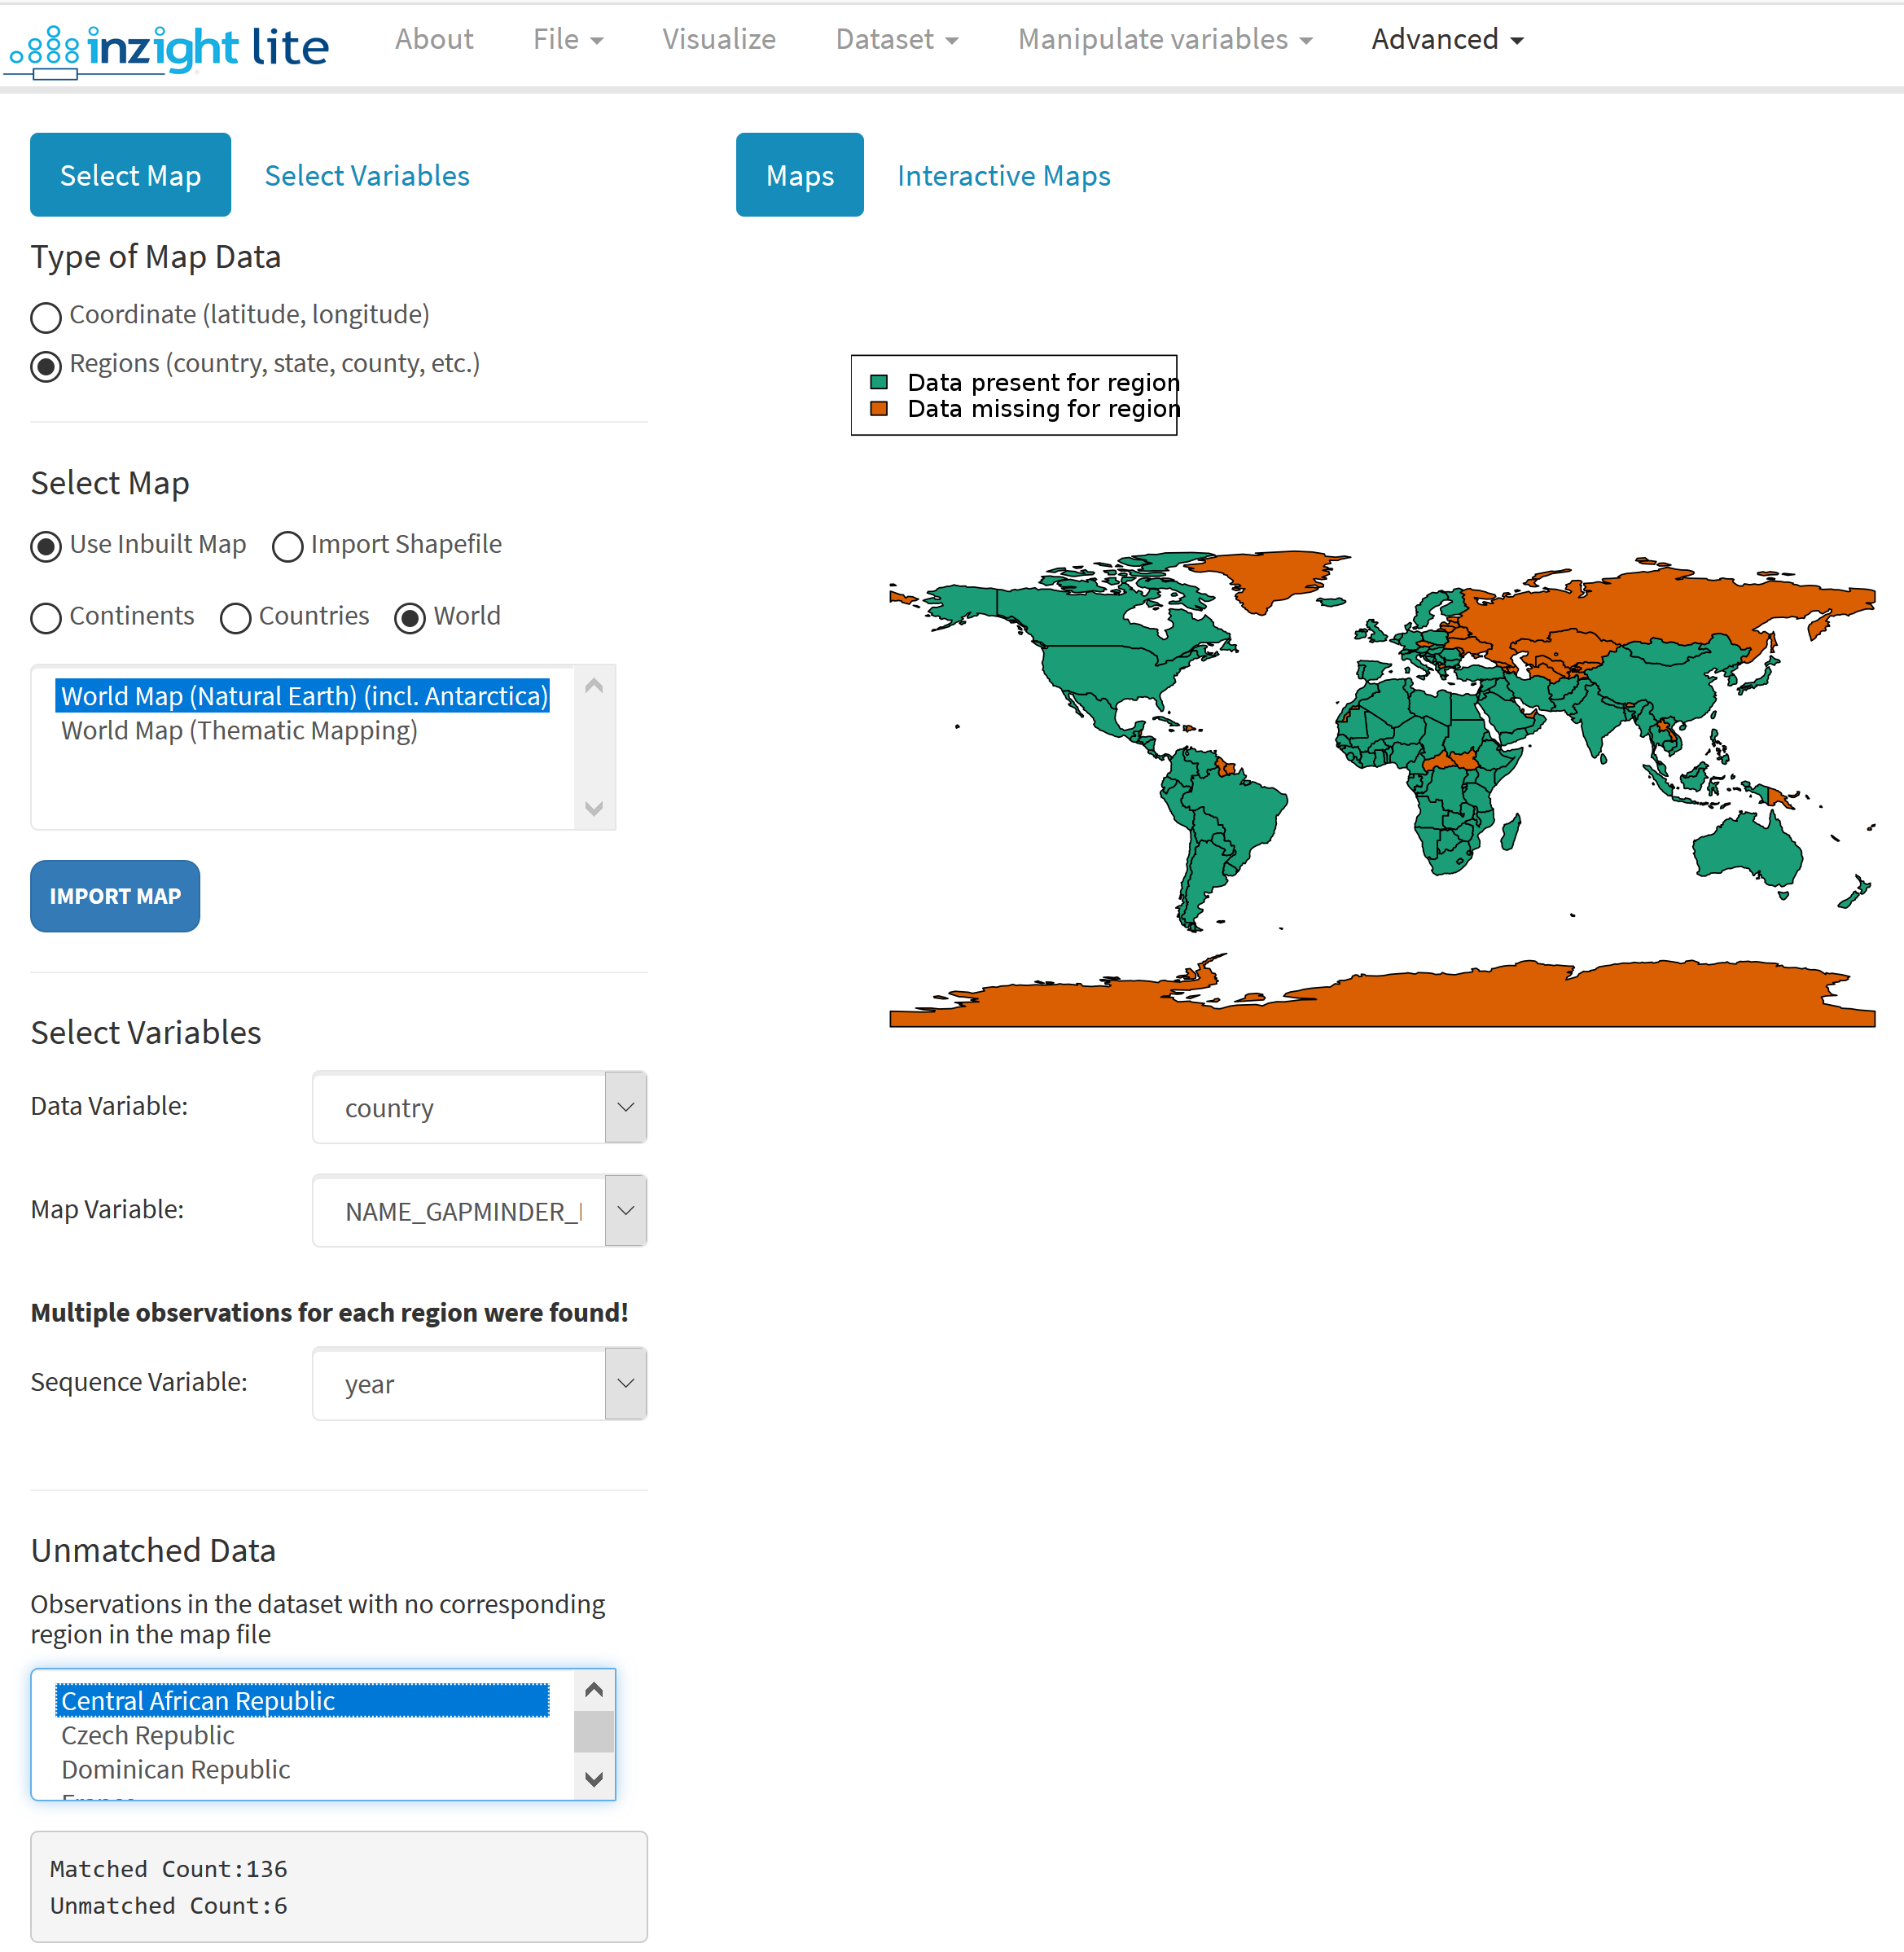 inzight lite
About File Visualize Dataset Manipulate variables Advanced
Select Map Select Variables
Maps Interactive Maps
Type of Map Data
Coordinate (latitude, longitude)
Regions (country, state, county, etc.)
Data present for region
Data missing for region
Select Map
Use Inbuilt Map Import Shapefile
Continents Countries World
World Map (Natural Earth) (incl. Antarctica)
World Map (Thematic Mapping)
IMPORT MAP
Select Variables
Data Variable: country
Map Variable: NAME_GAPMINDER_
Multiple observations for each region were found!
Sequence Variable: year
Unmatched Data
Observations in the dataset with no corresponding
region in the map file
Central African Republic
Czech Republic
Dominican Republic
Matched Count:136
Unmatched Count:6